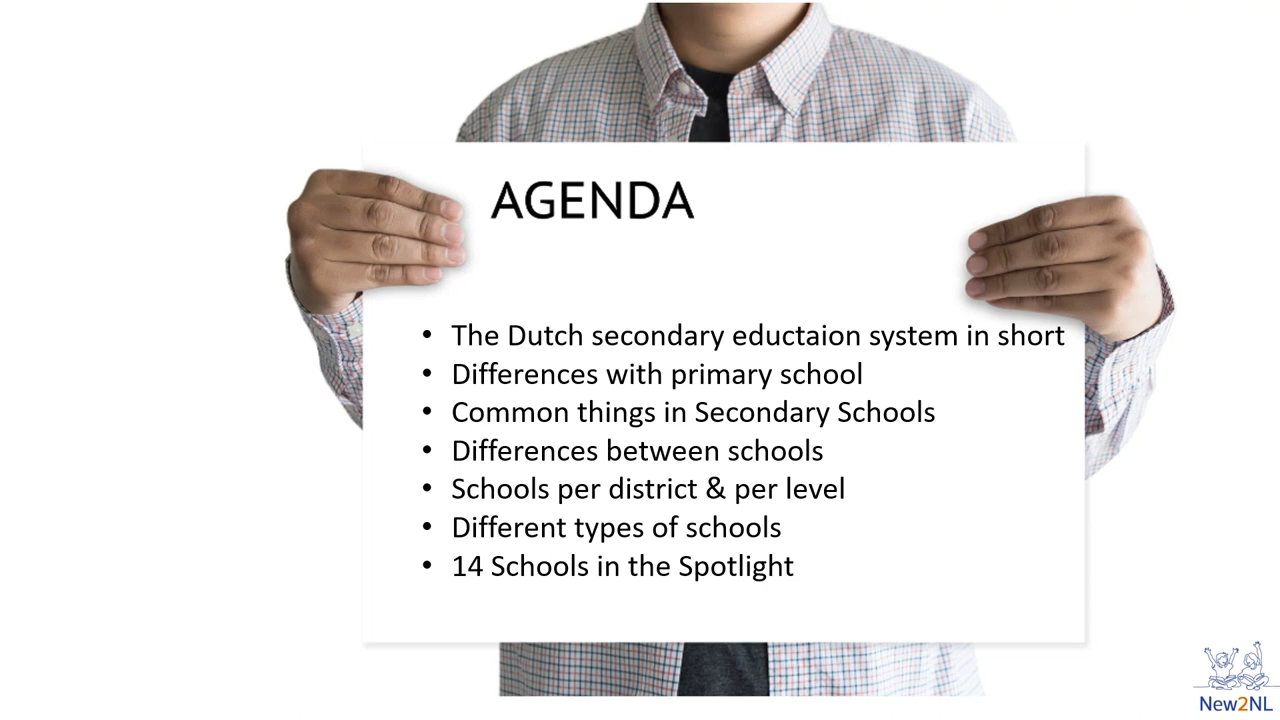 AGENDA
• The Dutch secondary eductaion system in short
• Differences with primary school
• Common things in Secondary Schools
• Differences between schools
• Schools per district & per level
• Different types of schools
• 14 Schools in the Spotlight
New2NL